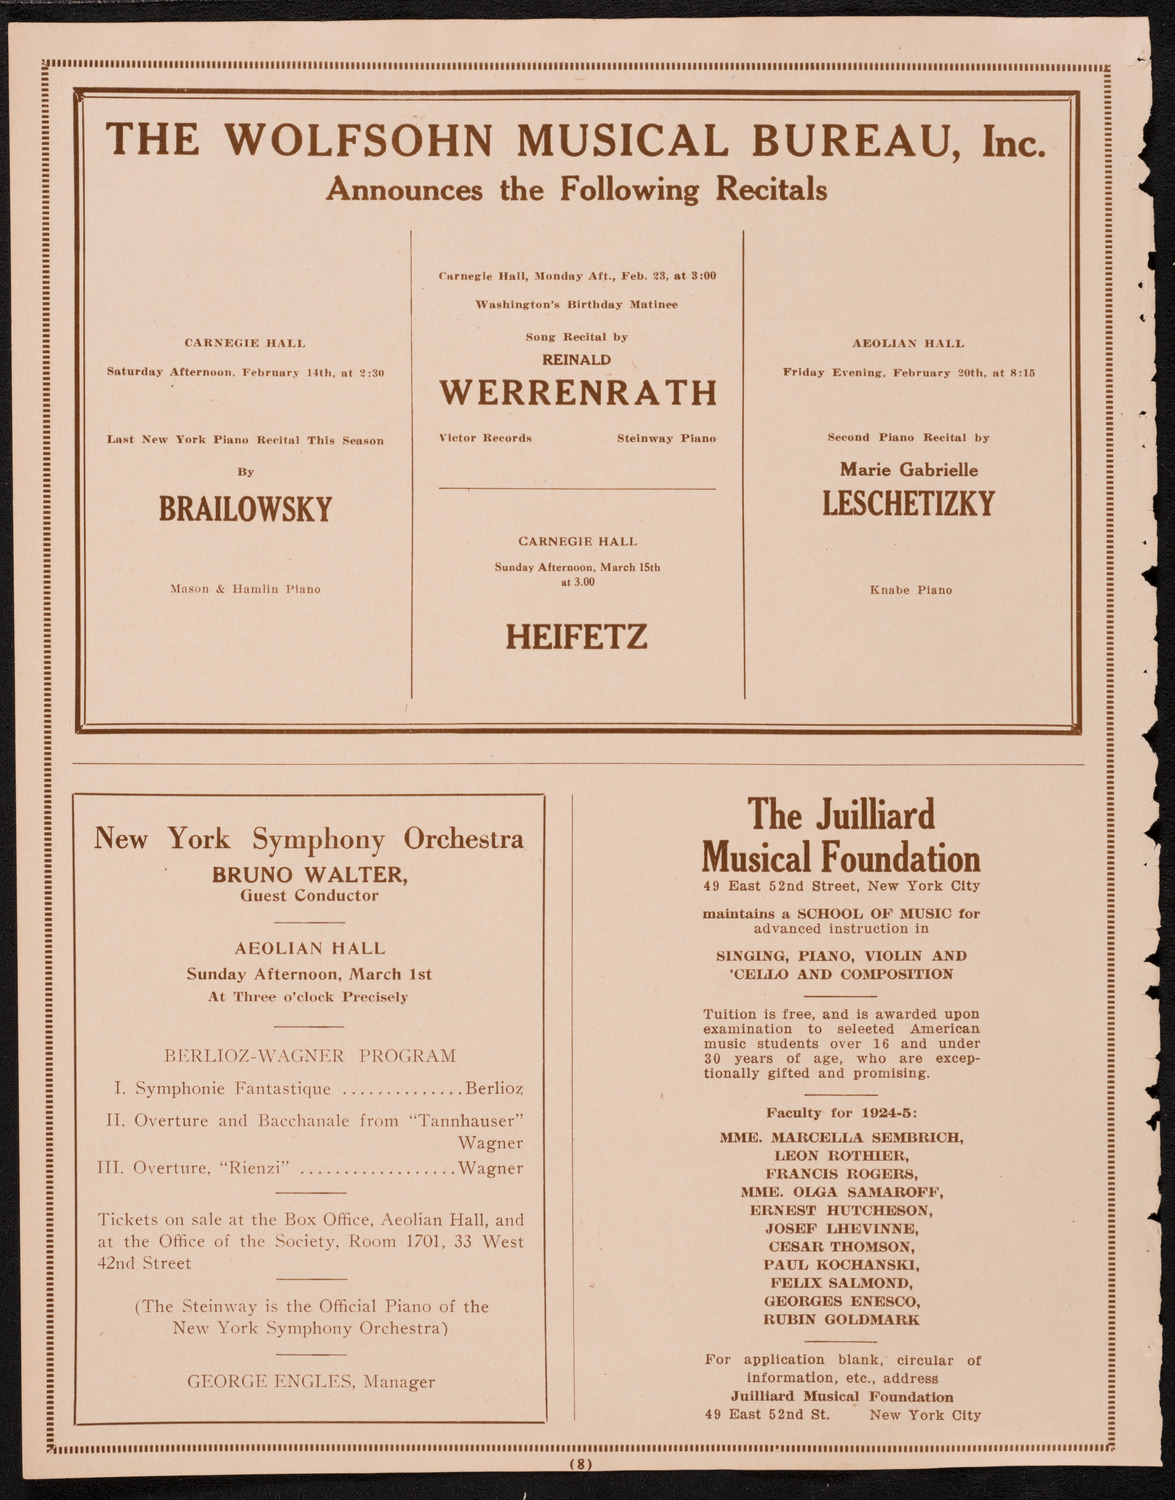 THE WOLFSOHN MUSICAL BUREAU, Inc.
Announces the Following Recitals
CARNEGIE HALL
Saturday Afternoon, February 14th, at 2:30
Last New York Piano Recital This Season
By
BRAILOWSKY
Mason & Hamlin Piano
Carnegie Hall, Monday Aft., Feb. 23, at 3:00
Washington's Birthday Matinee
Song Recital by
REINALD
WERRENRATH
Victor Records Steinway Piano
CARNEGIE HALL
Sunday Afternoon, March 15th
at 3.00
HEIFETZ
AEOLIAN HALL
Friday Evening, February 20th, at 8:15
Second Piano Recital by
Marie Gabrielle
LESCHETIZKY
Knabe Piano
New York Symphony Orchestra
BRUNO WALTER,
Guest Conductor
AEOLIAN HALL
Sunday Afternoon, March 1st
At Three o'clock Precisely
BERLIOZ-WAGNER PROGRAM
I. Symphonie Fantastique ..............Berlioz
II. Overture and Bacchanale from "Tannhauser"
Wagner
III. Overture, "Rienzi" ..................Wagner
Tickets on sale at the Box Office, Aeolian Hall, and
at the Office of the Society, Room 1701, 33 West
42nd Street
(The Steinway is the Official Piano of the
New York Symphony Orchestra)
GEORGE ENGLES, Manager
The Juilliard
Musical Foundation
49 East 52nd Street, New York City
maintains a SCHOOL OF MUSIC for
advanced instruction in
SINGING, PIANO, VIOLIN AND
'CELLO AND COMPOSITION
Tuition is free, and is awarded upon
examination to seleeted American
music students over 16 and under
30 years of age, who are excep-
tionally gifted and promising.
Faculty for 1924-5:
MME. MARCELLA SEMBRICH,
LEON ROTHIER,
FRANCIS ROGERS,
MME. OLGA SAMAROFF,
ERNEST HUTCHESON,
JOSEF LHEVINNE,
CESAR THOMSON,
PAUL KOCHANSKI,
FELIX SALMOND,
GEORGES ENESCO,
RUBIN GOLDMARK
For application blank, circular of
information, etc., address
Juilliard Musical Foundation
49 East 52nd St. New York City
(8)